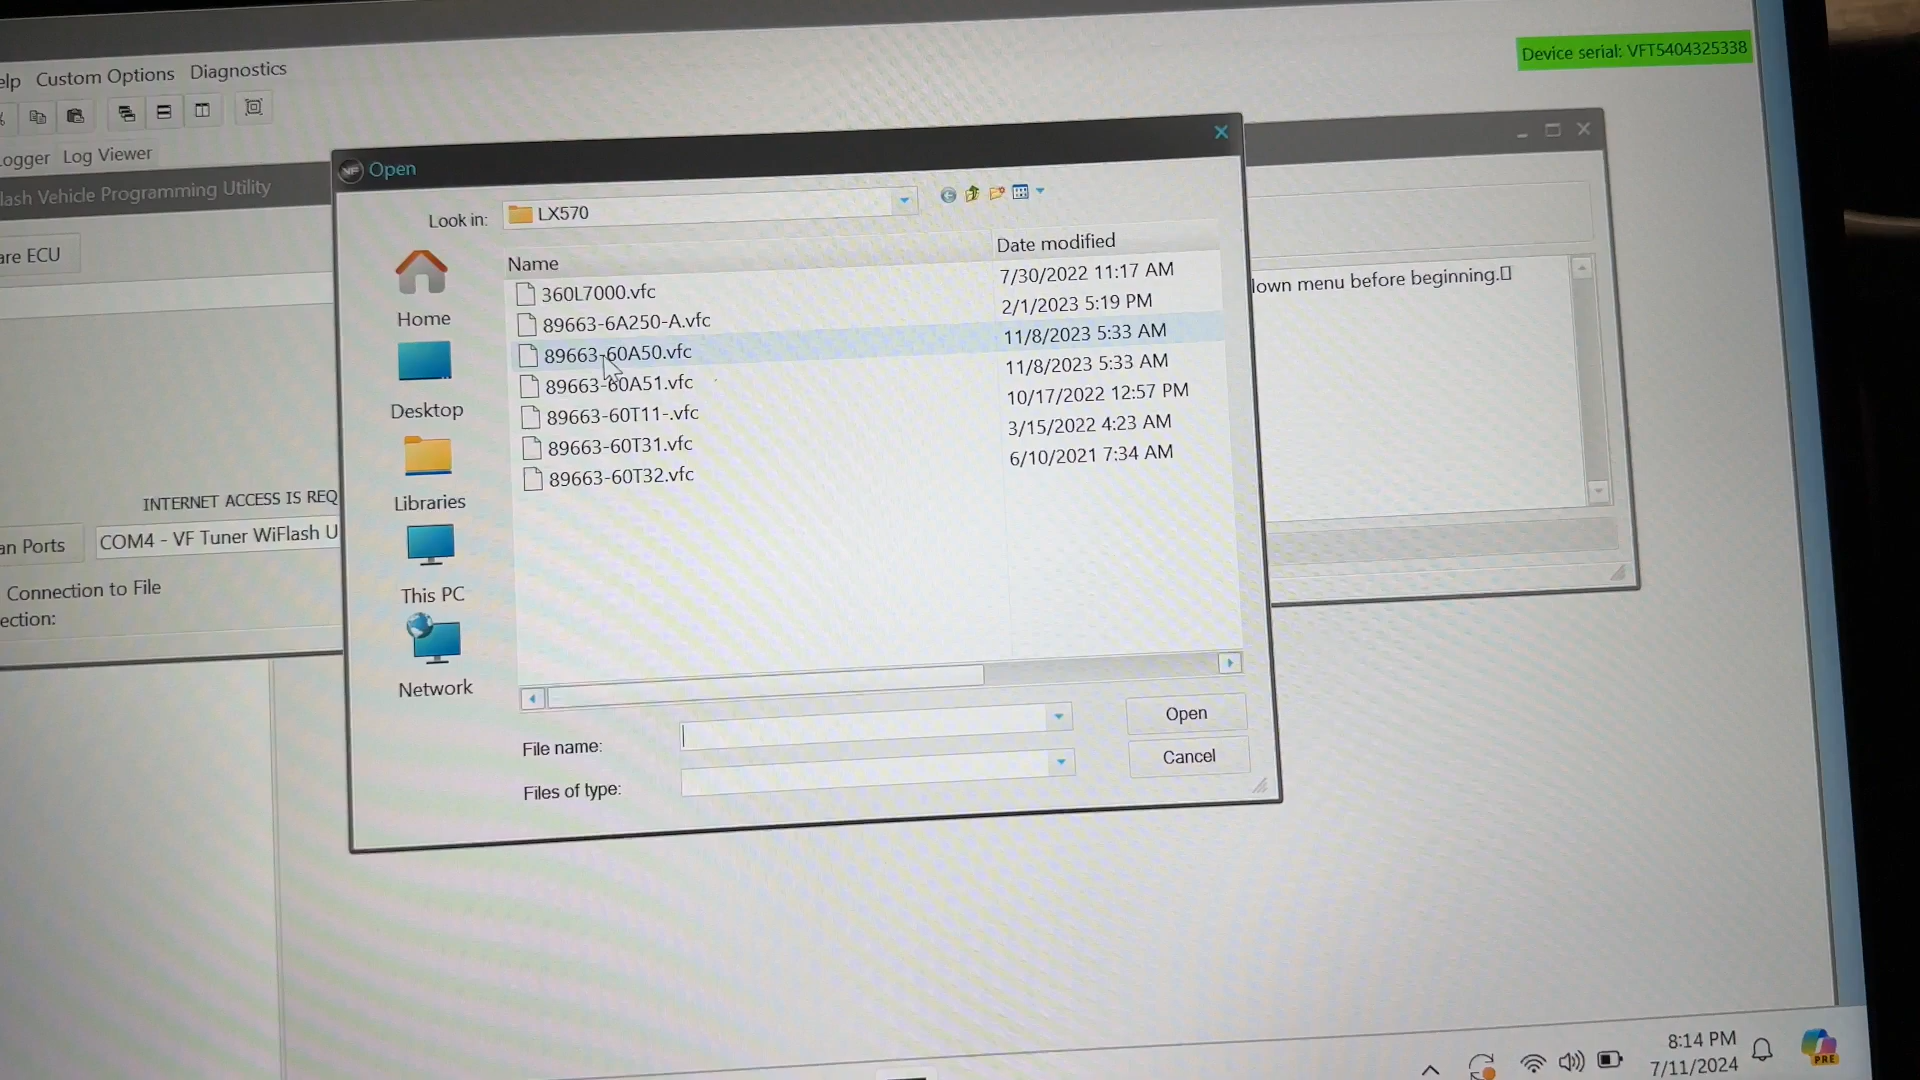 elp Custom Options Diagnostics
Device serial: VFT5404325338
Logger Log Viewer
lash Vehicle Programming Utility
are ECU
Open
Look in: LX570
Name Date modified
360L7000.vfc 7/30/2022 11:17 AM
89663-6A250-A.vfc 2/1/2023 5:19 PM
89663-60A50.vfc 11/8/2023 5:33 AM
89663-60A51.vfc 11/8/2023 5:33 AM
89663-60T11-.vfc 10/17/2022 12:57 PM
89663-60T31.vfc 3/15/2022 4:23 AM
89663-60T32.vfc 6/10/2021 7:34 AM
Home
Desktop
Libraries
This PC
Network
File name:
Files of type:
Open
Cancel
down menu before beginning.
INTERNET ACCESS IS REQ
an Ports COM4 - VF Tuner WiFlash U
Connection to File
ection:
8:14 PM
7/11/2024
PRE